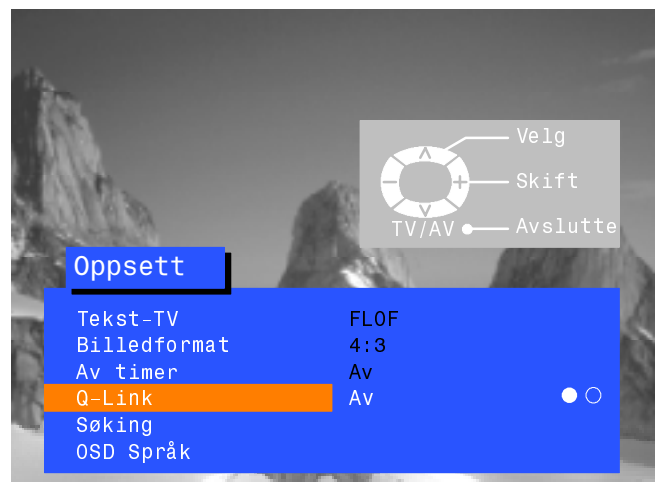 Velg
Skift
TV/AV Avslutte
Oppsett
Tekst-TV FLOF
Billedformat 4:3
Av timer Av
Q-Link Av
Søking
OSD Språk